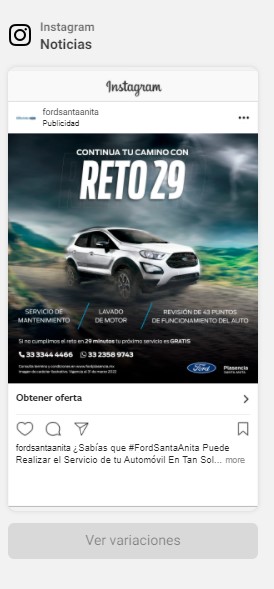 Instagram
Noticias
Instagram
fordsantaanita
Publicidad
CONTINUA TU CAMINO CON
RETO 29
SERVICIO DE MANTENIMIENTO
LAVADO DE MOTOR
REVISIÓN DE 43 PUNTOS DE FUNCIONAMIENTO DEL AUTO
Si no cumplimos el reto en 29 minutos tu próximo servicio es GRATIS
33 3344 4466 33 2358 9743
Ford
Plasencia
SANTA ANITA
Obtener oferta
fordsantaanita ¿Sabías que #FordSantaAnita Puede
Realizar el Servicio de tu Automóvil En Tan Sol... more
Ver variaciones